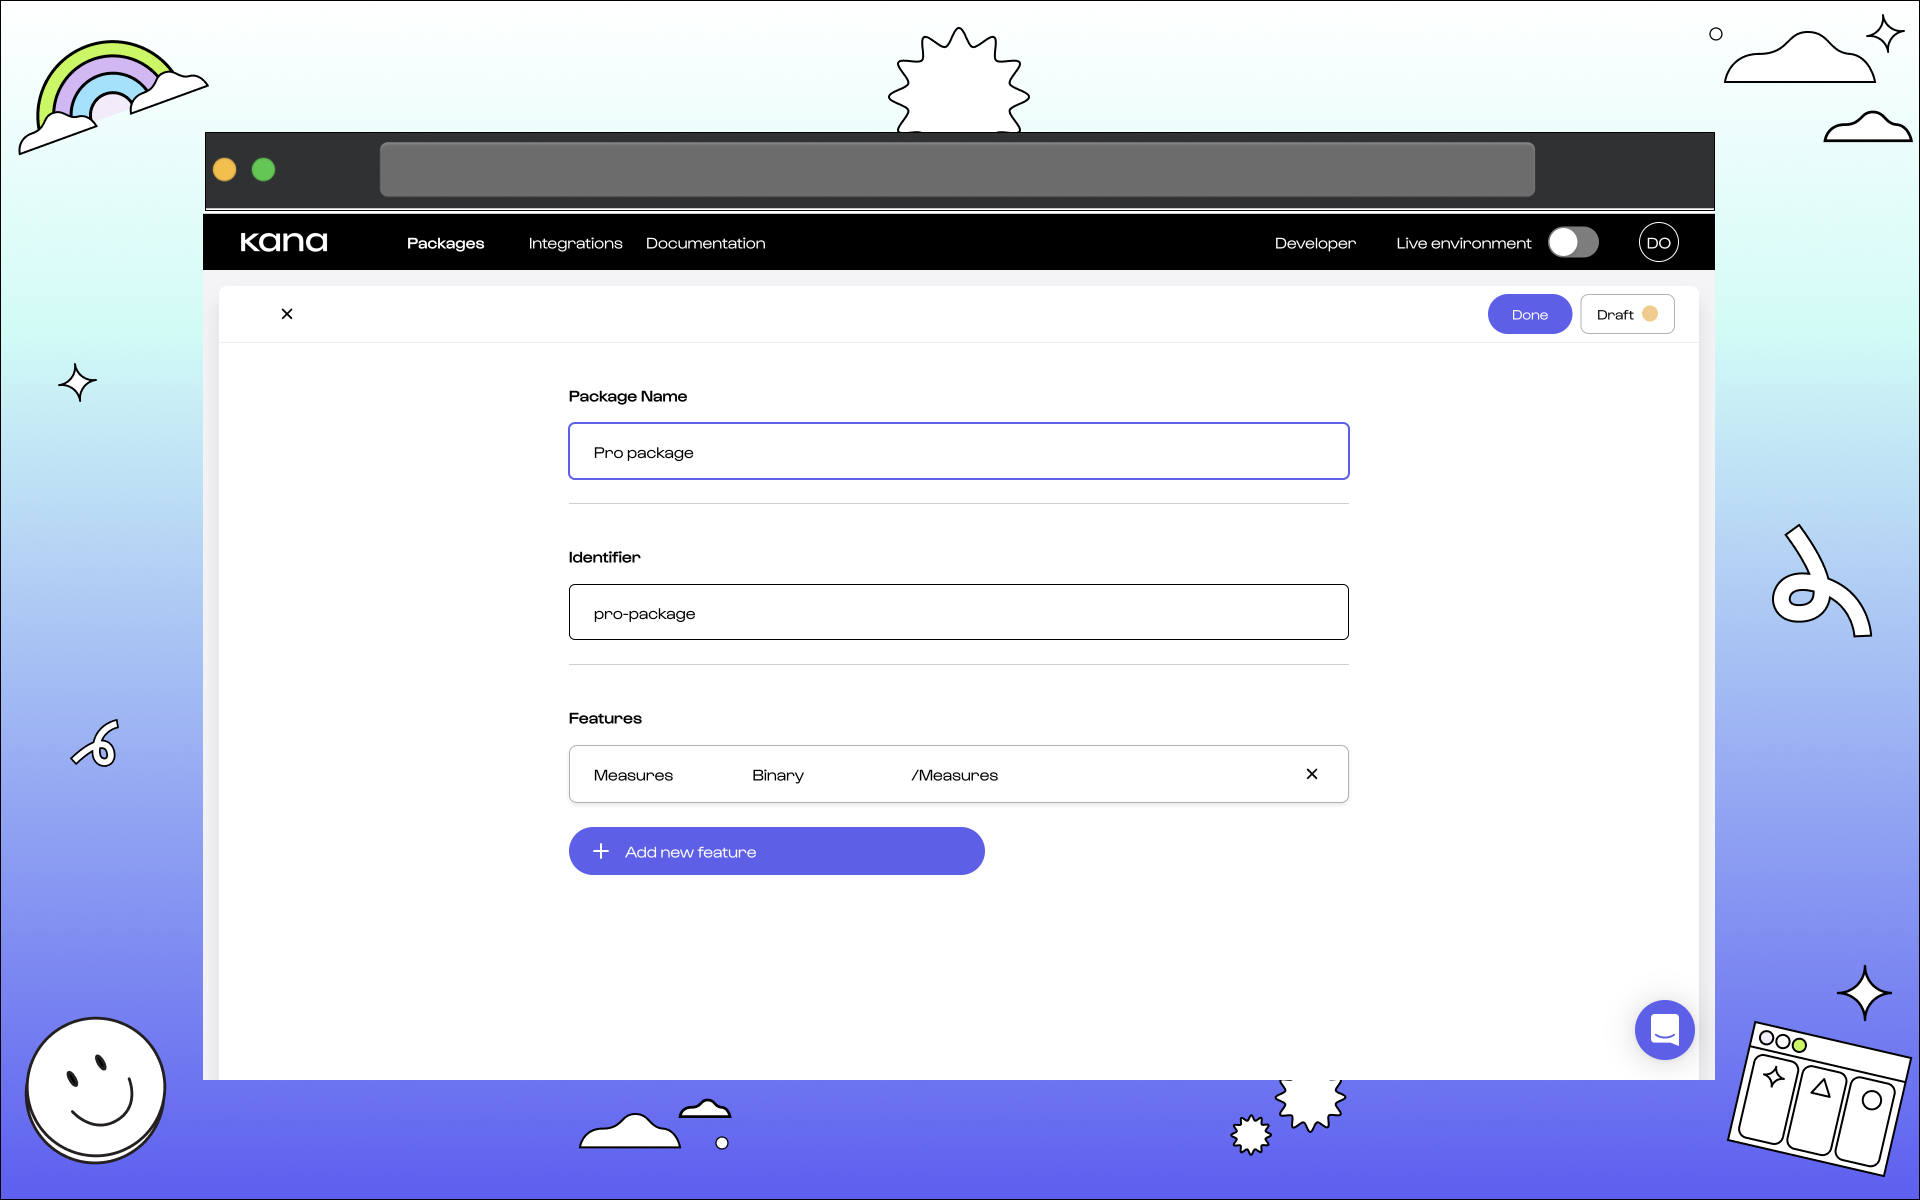 kana Packages Integrations Documentation Developer Live environment DO
Done Draft
Package Name
Pro package
Identifier
pro-package
Features
Measures Binary /Measures
Add new feature